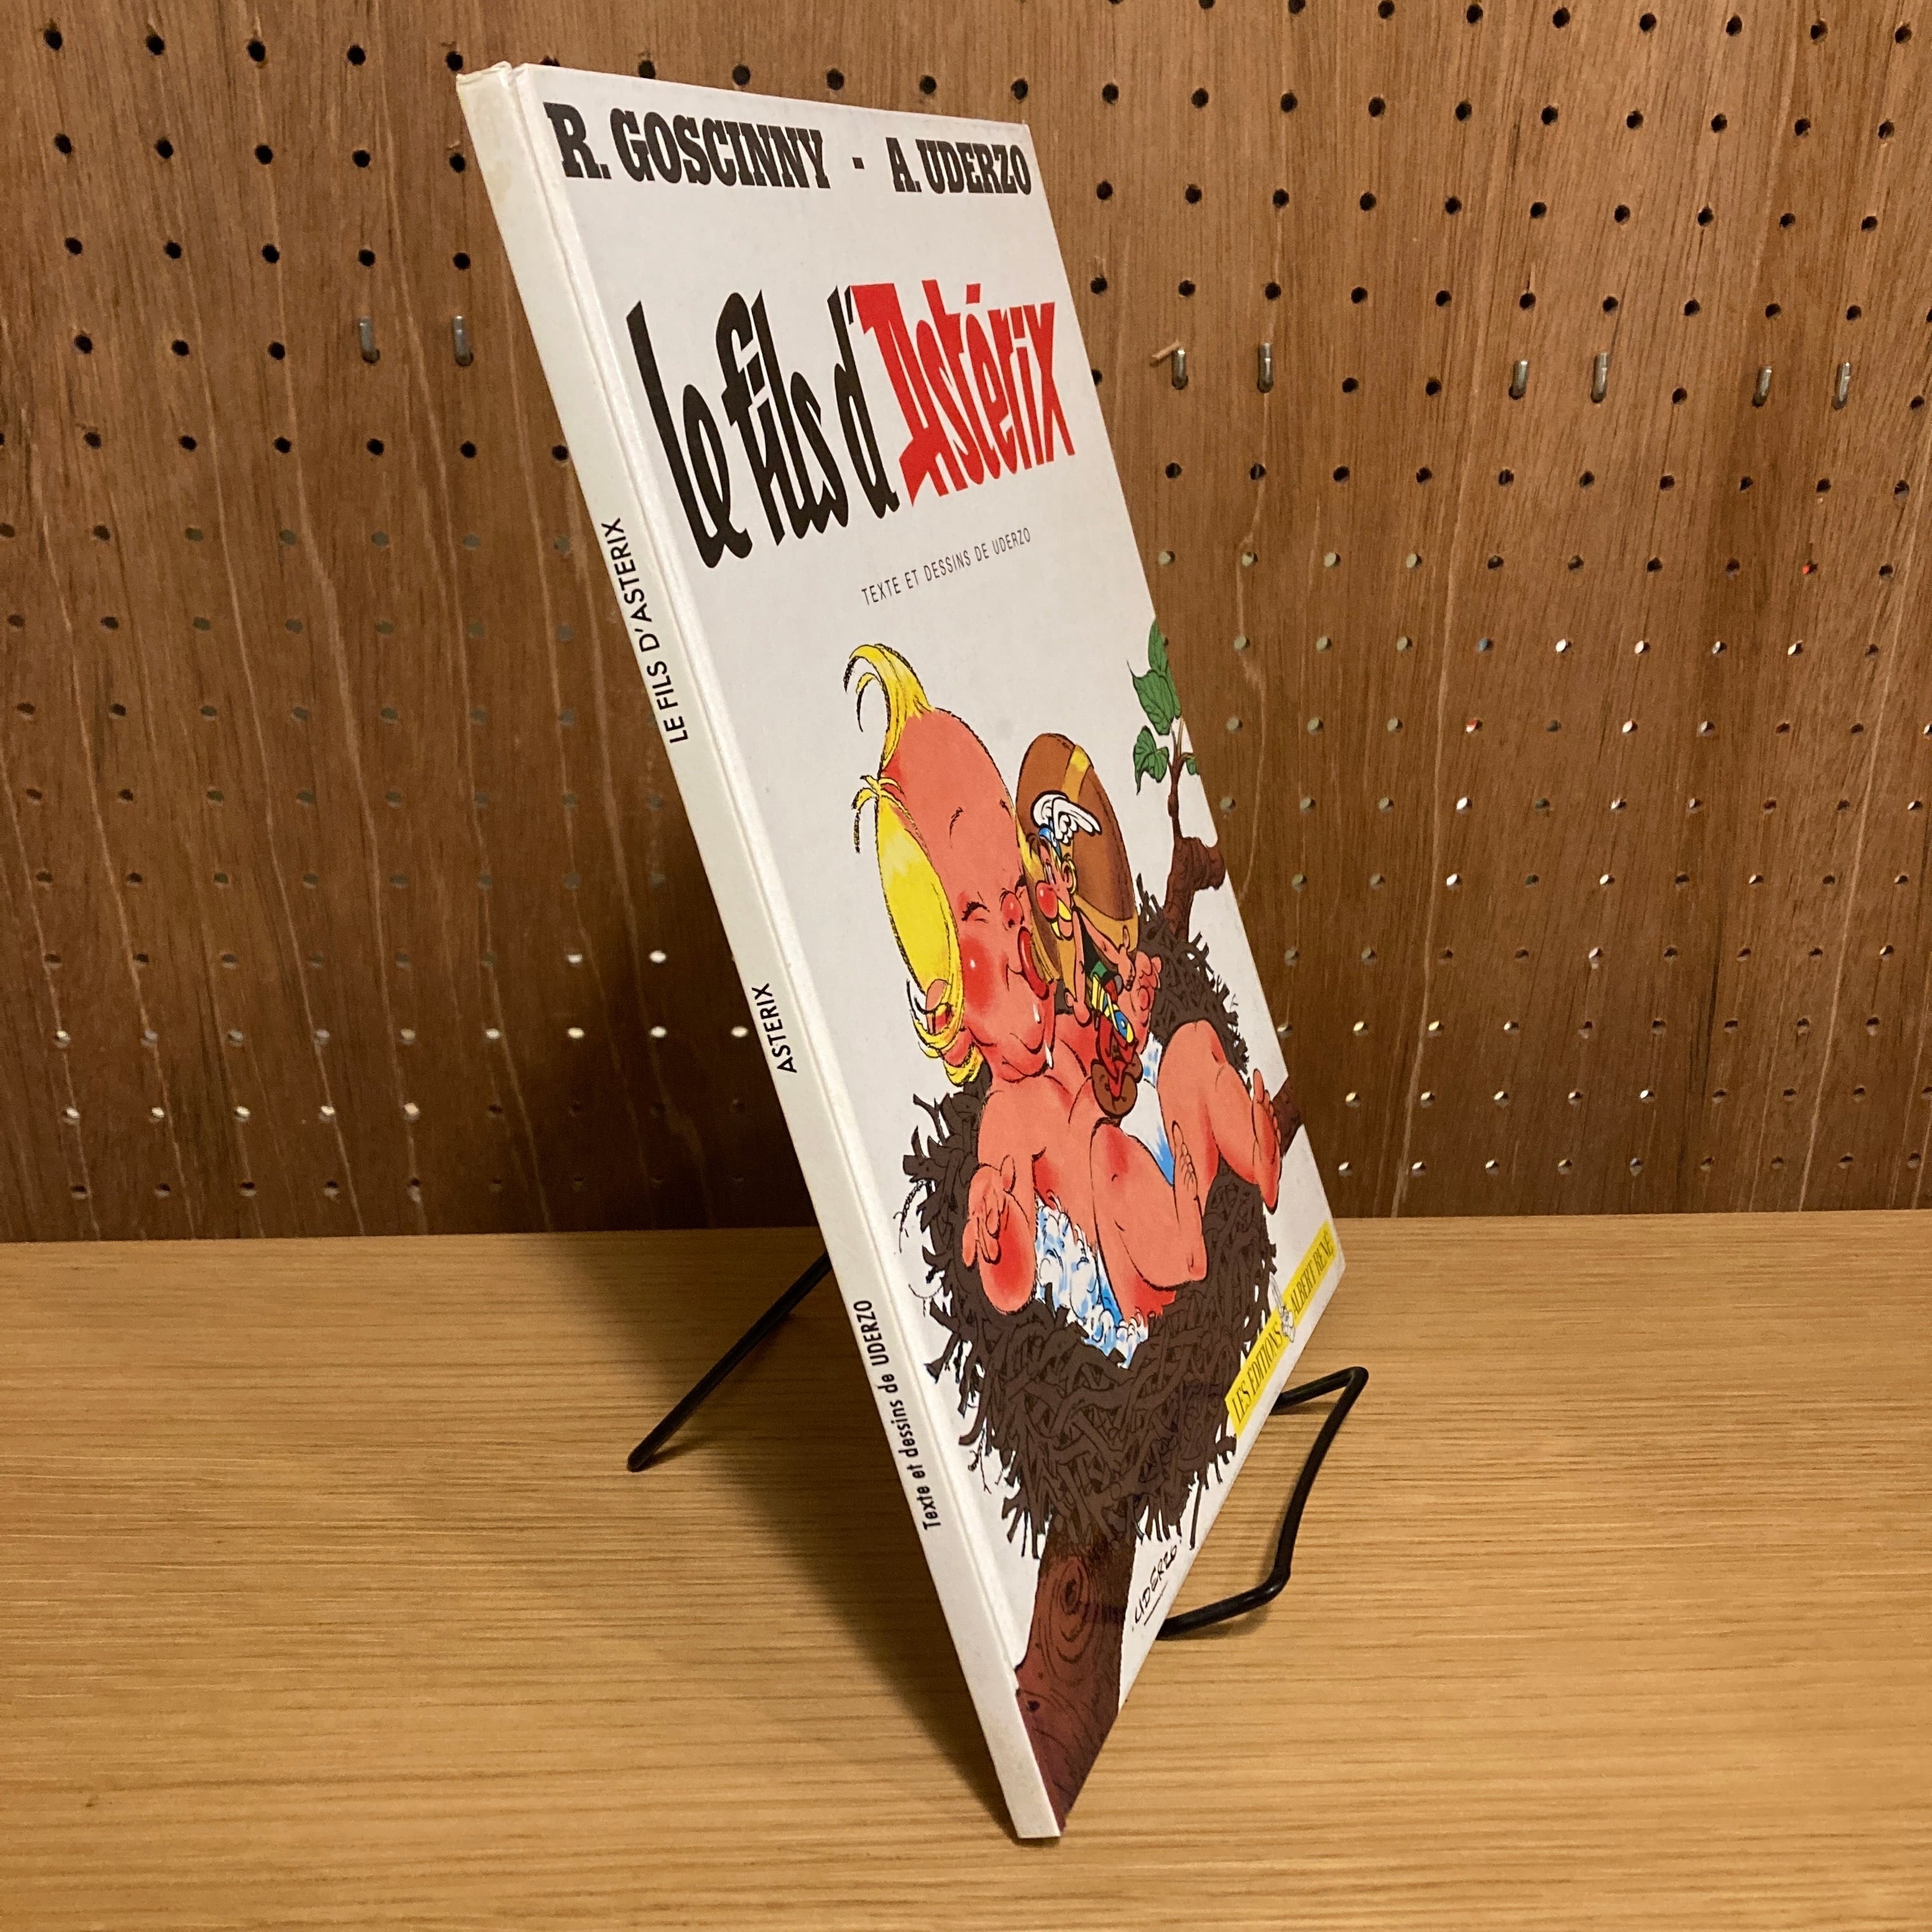 R. GOSCINNY - A. UDERZO
le fils d'Astérix
TEXTE ET DESSINS DE UDERZO
LE FILS D'ASTERIX
ASTERIX
Texte et dessins de UDERZO
LES EDITIONS ALBERT RENÉ
UDERZO